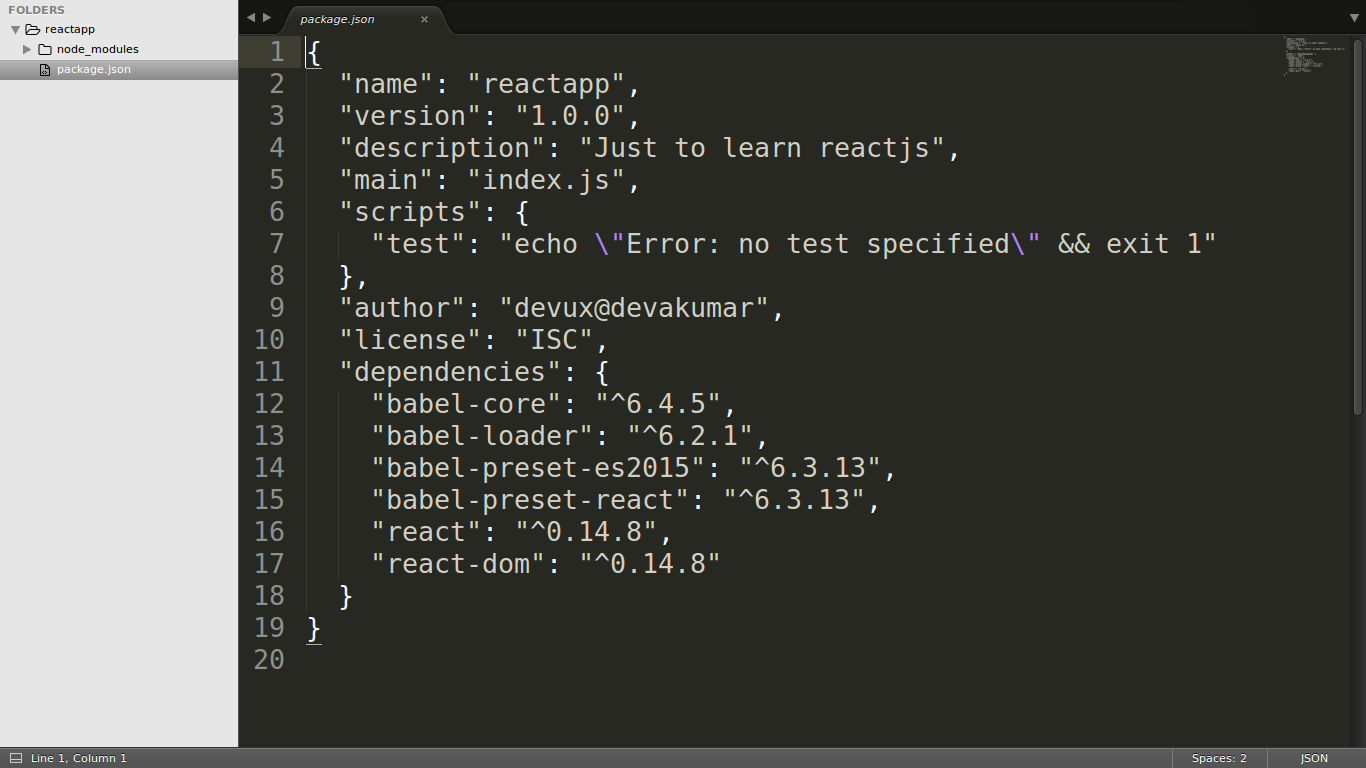 FOLDERS
reactapp
node_modules
package.json
package.json ×
1 {
2   "name": "reactapp",
3   "version": "1.0.0",
4   "description": "Just to learn reactjs",
5   "main": "index.js",
6   "scripts": {
7     "test": "echo \"Error: no test specified\" && exit 1"
8   },
9   "author": "devux@devakumar",
10   "license": "ISC",
11   "dependencies": {
12     "babel-core": "^6.4.5",
13     "babel-loader": "^6.2.1",
14     "babel-preset-es2015": "^6.3.13",
15     "babel-preset-react": "^6.3.13",
16     "react": "^0.14.8",
17     "react-dom": "^0.14.8"
18   }
19 }
20
Line 1, Column 1
Spaces: 2
JSON